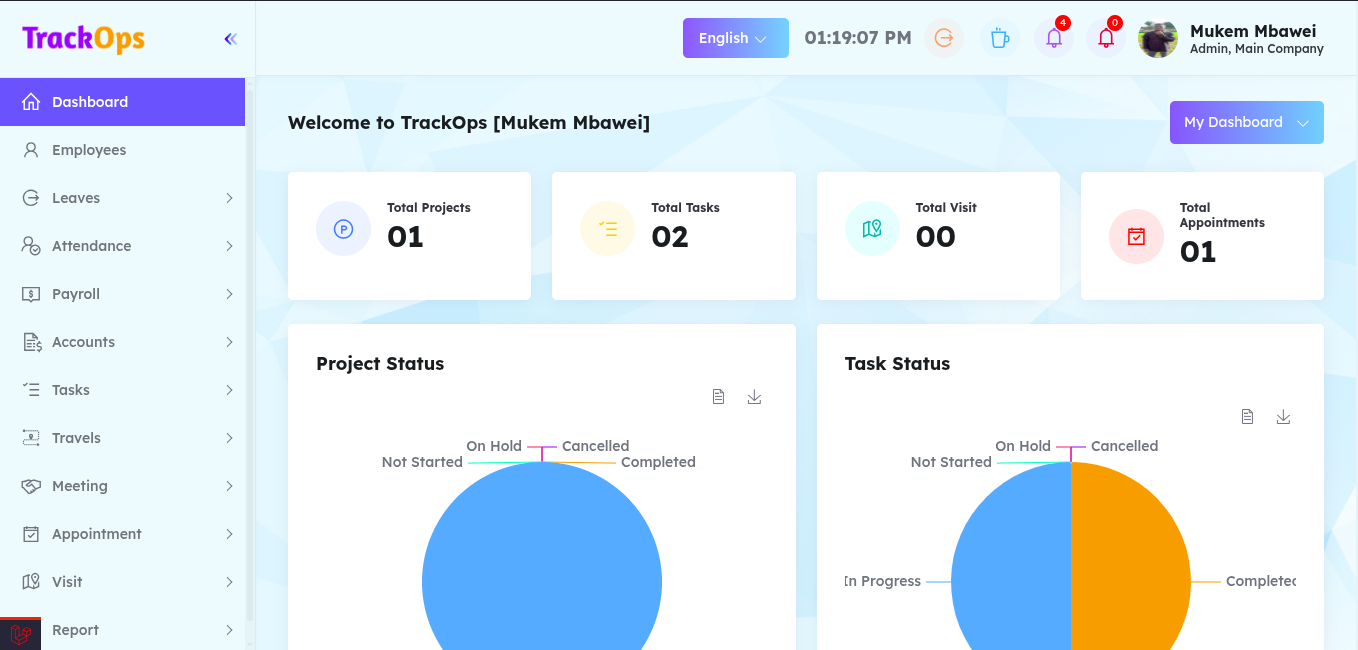 TrackOps
English
01:19:07 PM
4
0
Mukem Mbawei
Admin, Main Company
Dashboard
Employees
Leaves
Attendance
Payroll
Accounts
Tasks
Travels
Meeting
Appointment
Visit
Report
Welcome to TrackOps [Mukem Mbawei]
My Dashboard
P
Total Projects
01
Total Tasks
02
Total Visit
00
Total
Appointments
01
Project Status
On Hold
Cancelled
Not Started
Completed
Task Status
On Hold
Cancelled
Not Started
In Progress
Completed